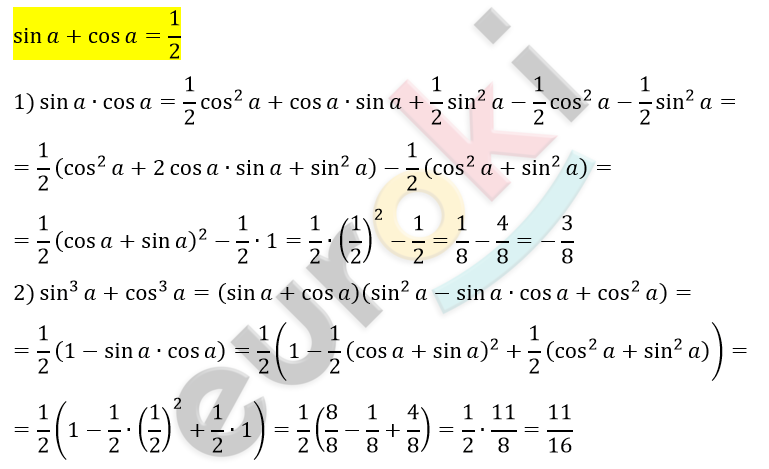 sin a + cos a = 1/2
1) sin a · cos a = 1/2 cos² a + cos a · sin a + 1/2 sin² a − 1/2 cos² a − 1/2 sin² a =
= 1/2 (cos² a + 2 cos a · sin a + sin² a) − 1/2 (cos² a + sin² a) =
= 1/2 (cos a + sin a)² − 1/2 · 1 = 1/2 · (1/2)² − 1/2 = 1/8 − 4/8 = − 3/8
2) sin³ a + cos³ a = (sin a + cos a)(sin² a − sin a · cos a + cos² a) =
= 1/2 (1 − sin a · cos a) = 1/2 (1 − 1/2 (cos a + sin a)² + 1/2 (cos² a + sin² a)) =
= 1/2 (1 − 1/2 · (1/2)² + 1/2 · 1) = 1/2 (8/8 − 1/8 + 4/8) = 1/2 · 11/8 = 11/16
euroki